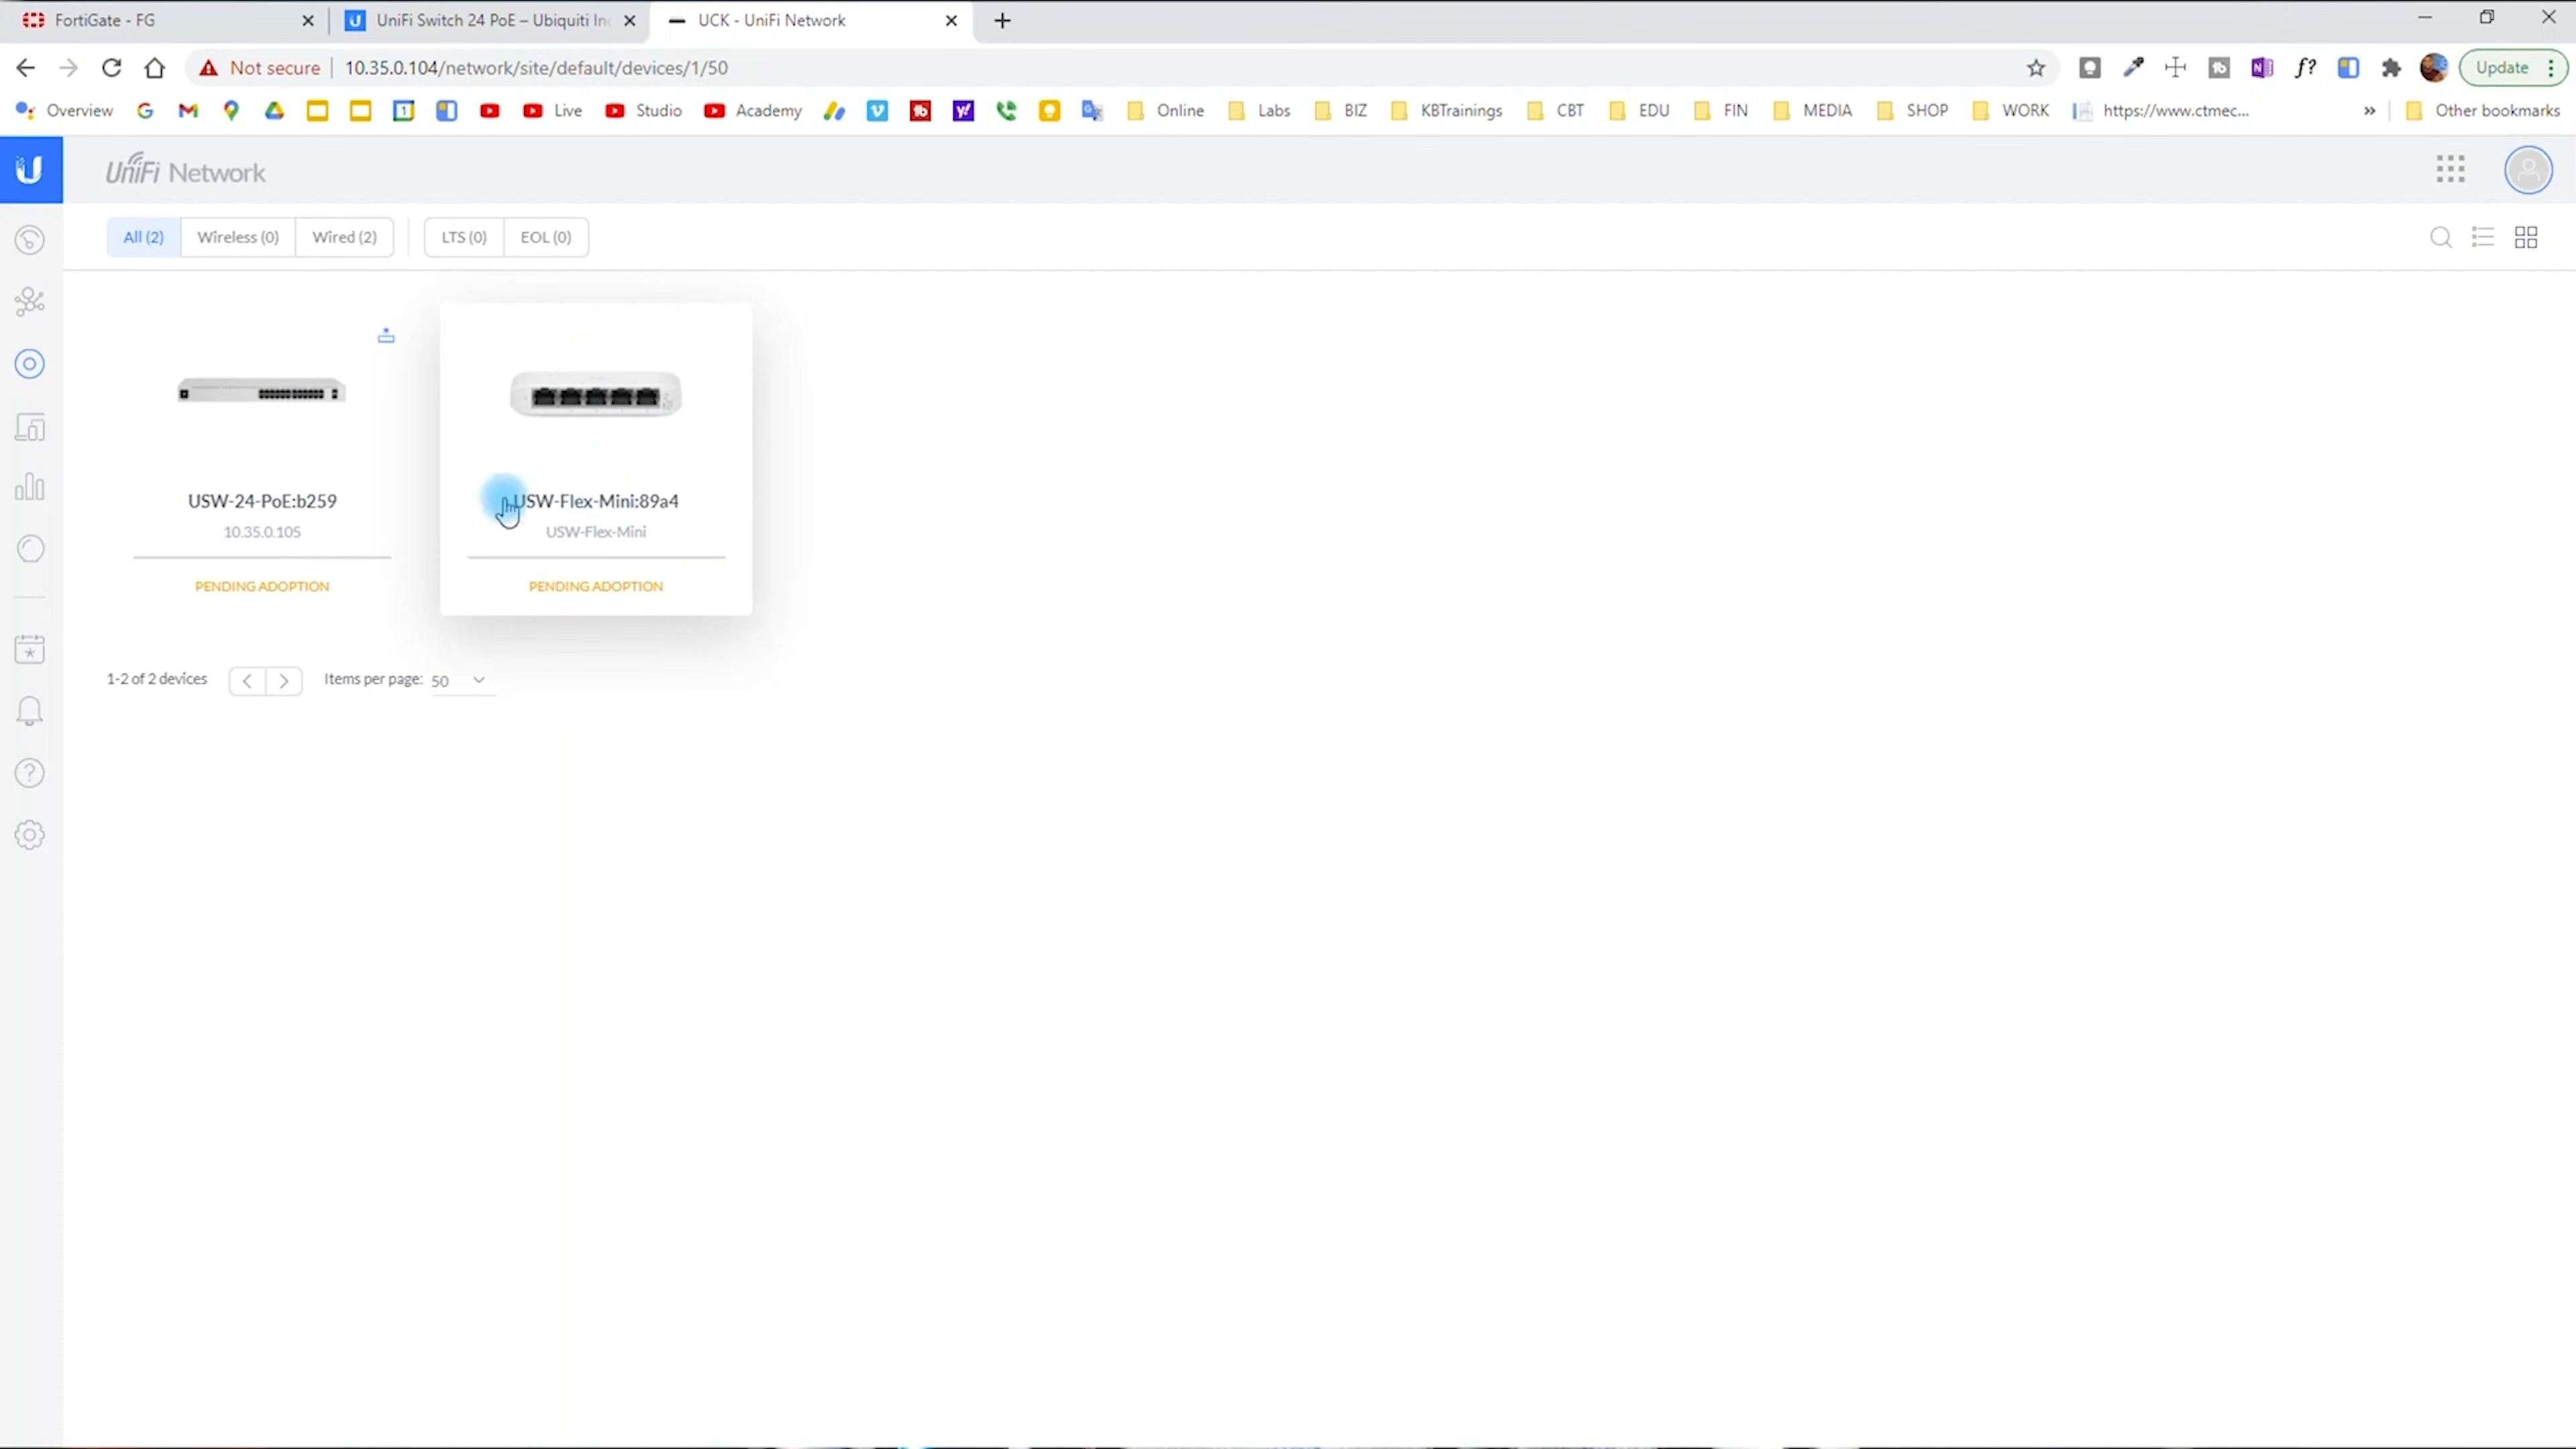 FortiGate - FG
UniFi Switch 24 PoE – Ubiquiti In
UCK - UniFi Network
Not secure
10.35.0.104/network/site/default/devices/1/50
Update
Overview
Live
Studio
Academy
Online
Labs
BIZ
KBTrainings
CBT
EDU
FIN
MEDIA
SHOP
WORK
https://www.ctmec...
»
Other bookmarks
UniFi Network
All (2)
Wireless (0)
Wired (2)
LTS (0)
EOL (0)
USW-24-PoE:b259
10.35.0.105
PENDING ADOPTION
USW-Flex-Mini:89a4
USW-Flex-Mini
PENDING ADOPTION
1-2 of 2 devices
Items per page: 50